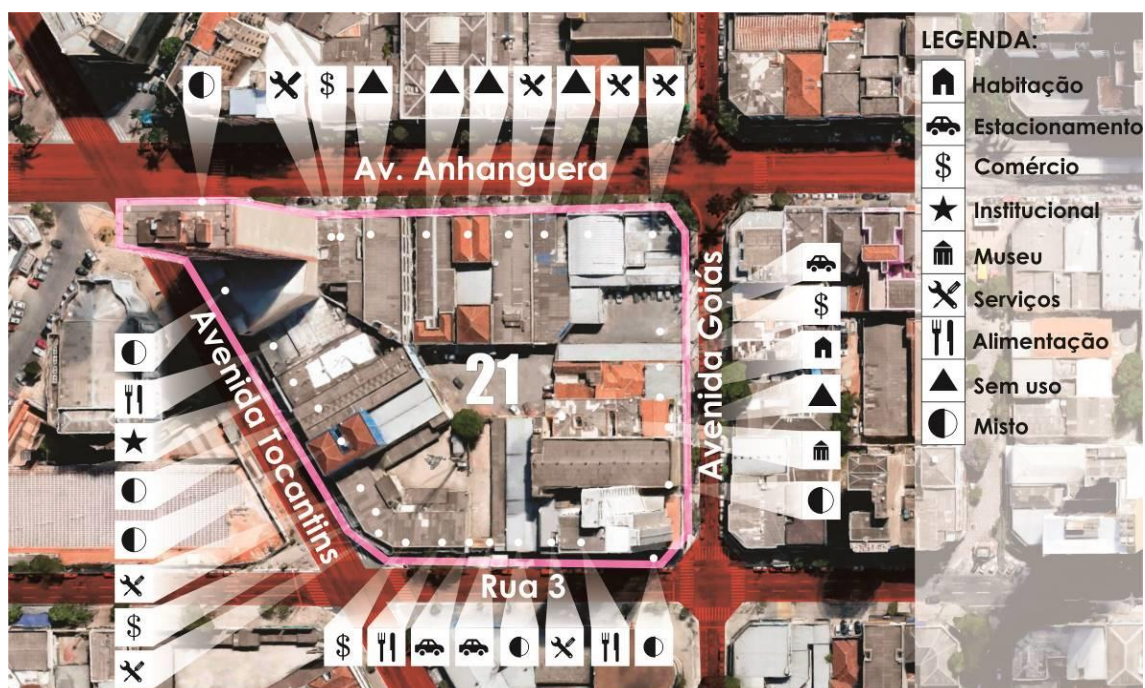 LEGENDA:
Habitação
Estacionamento
$ Comércio
Institucional
Museu
Serviços
Alimentação
Sem uso
Misto
$
Av. Anhanguera
Avenida Goiás
$
21
Avenida Tocantins
Rua 3
$
$